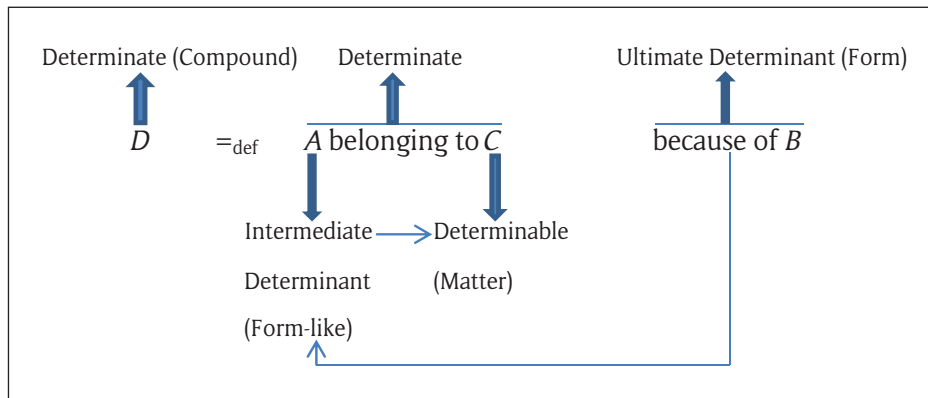 Determinate (Compound) Determinate Ultimate Determinant (Form)
D =def A belonging to C because of B
Intermediate Determinable
Determinant (Matter)
(Form-like)